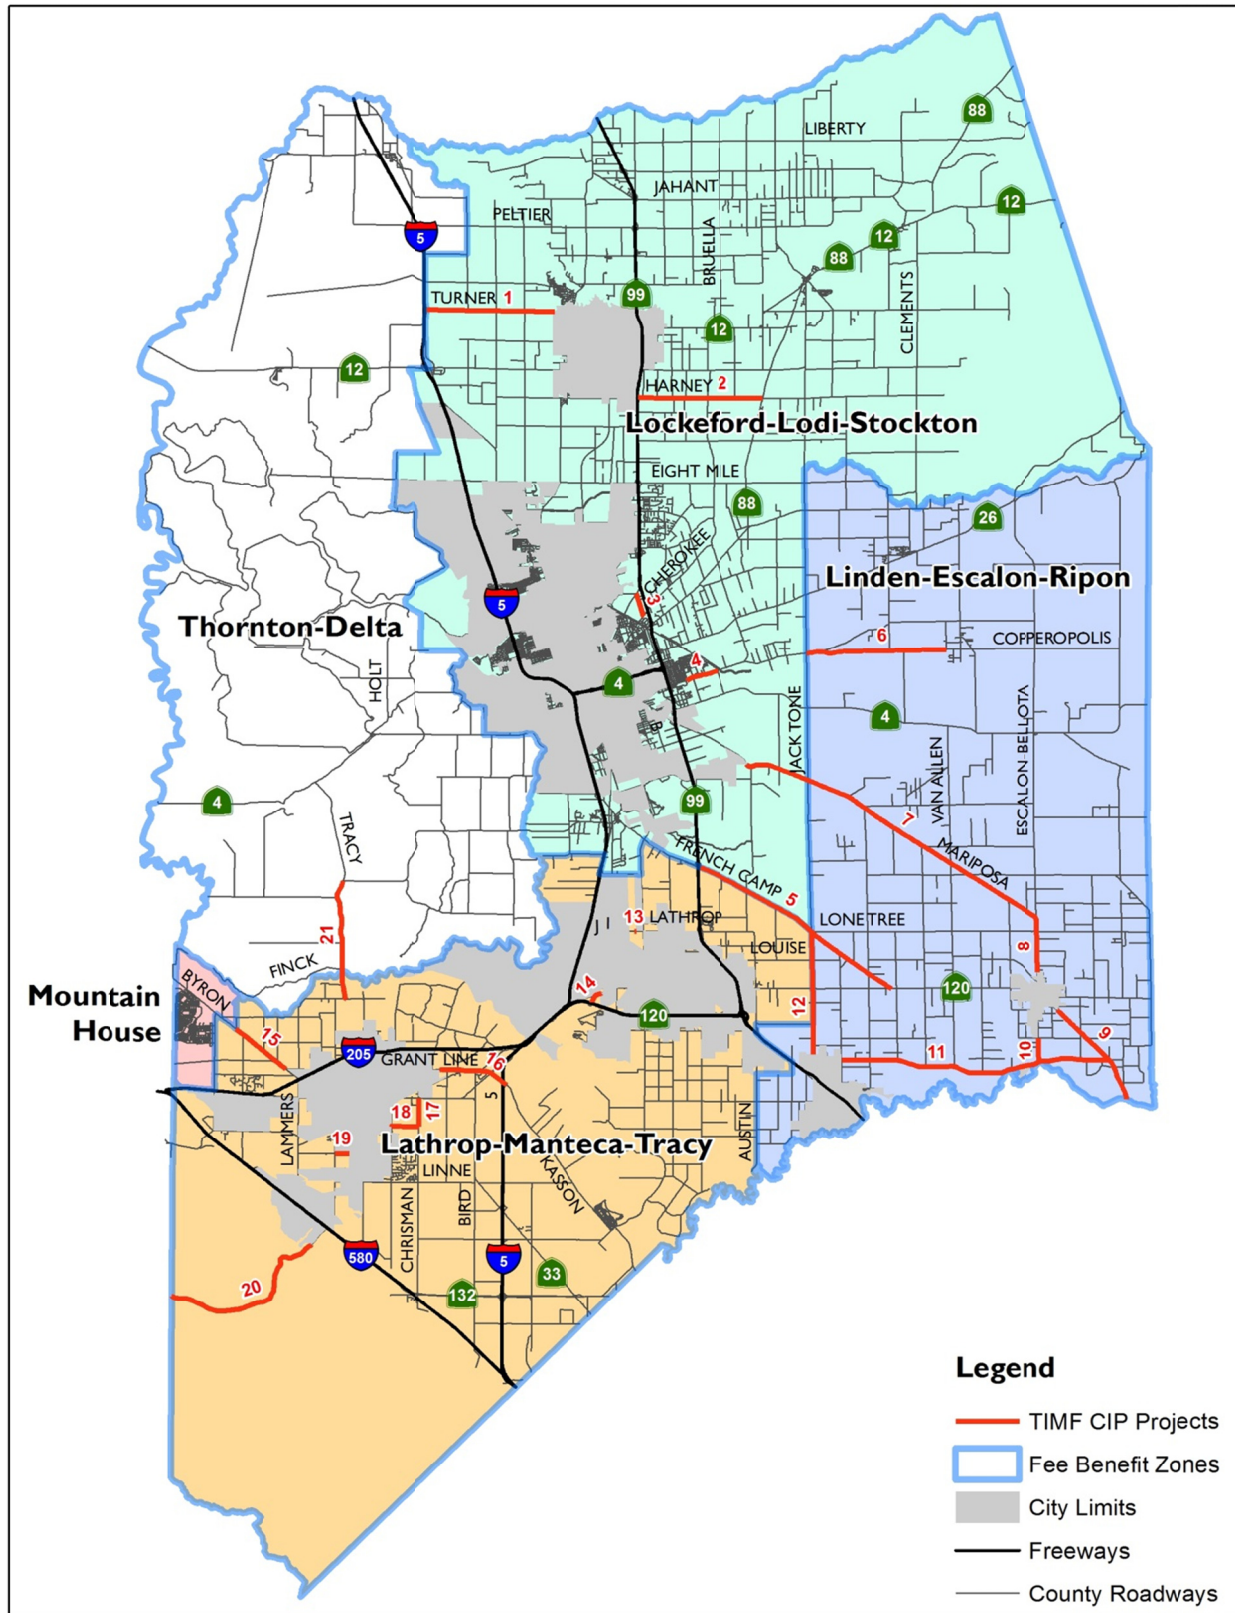 88
LIBERTY
JAHANT
12
PELTIER
5
BRUELLA
12
88
99
TURNER 1
12
CLEMENTS
12
HARNEY 2
Lockeford-Lodi-Stockton
EIGHT MILE
88
26
CHEROKEE
3
5
Linden-Escalon-Ripon
Thornton-Delta
6
COPPEROPOLIS
HOLT
4
4
JACK TONE
4
B
VAN ALLEN
ESCALON-BELLOTA
4
99
TRACY
7
MARIPOSA
FRENCH CAMP 5
13
LATHROP
LONE TREE
21
LOUISE
8
FINCK
BYRON
14
120
Mountain
House
12
120
15
205
GRANT LINE
16
11
10
9
5
LAMMERS
18
17
AUSTIN
19
Lathrop-Manteca-Tracy
LINNE
KASSON
CHRISMAN
BIRD
580
5
33
20
132
Legend
TIMF CIP Projects
Fee Benefit Zones
City Limits
Freeways
County Roadways